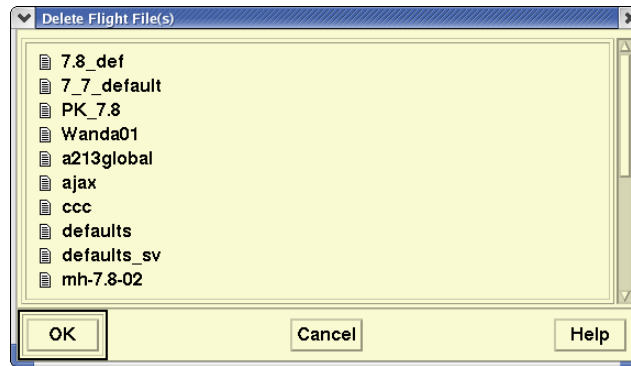 Delete Flight File(s)
7.8_def
7_7_default
PK_7.8
Wanda01
a213global
ajax
ccc
defaults
defaults_sv
mh-7.8-02
OK Cancel Help